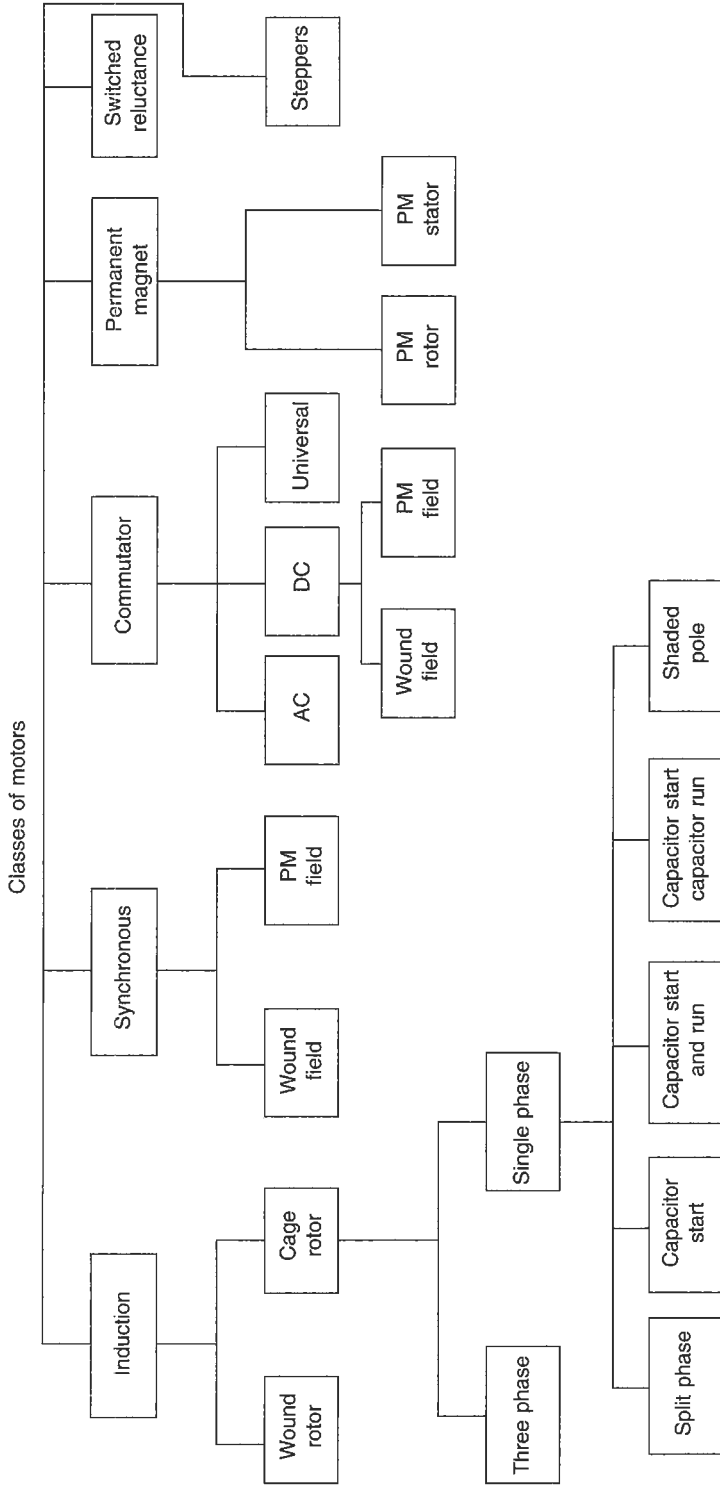 Classes of motors
Induction
Synchronous
Commutator
Permanent
magnet
Switched
reluctance
Wound
rotor
Cage
rotor
Wound
field
PM
field
AC
DC
Universal
Steppers
Wound
field
PM
field
PM
rotor
PM
stator
Three phase
Single phase
Split phase
Capacitor
start
Capacitor start
and run
Capacitor start
capacitor run
Shaded
pole